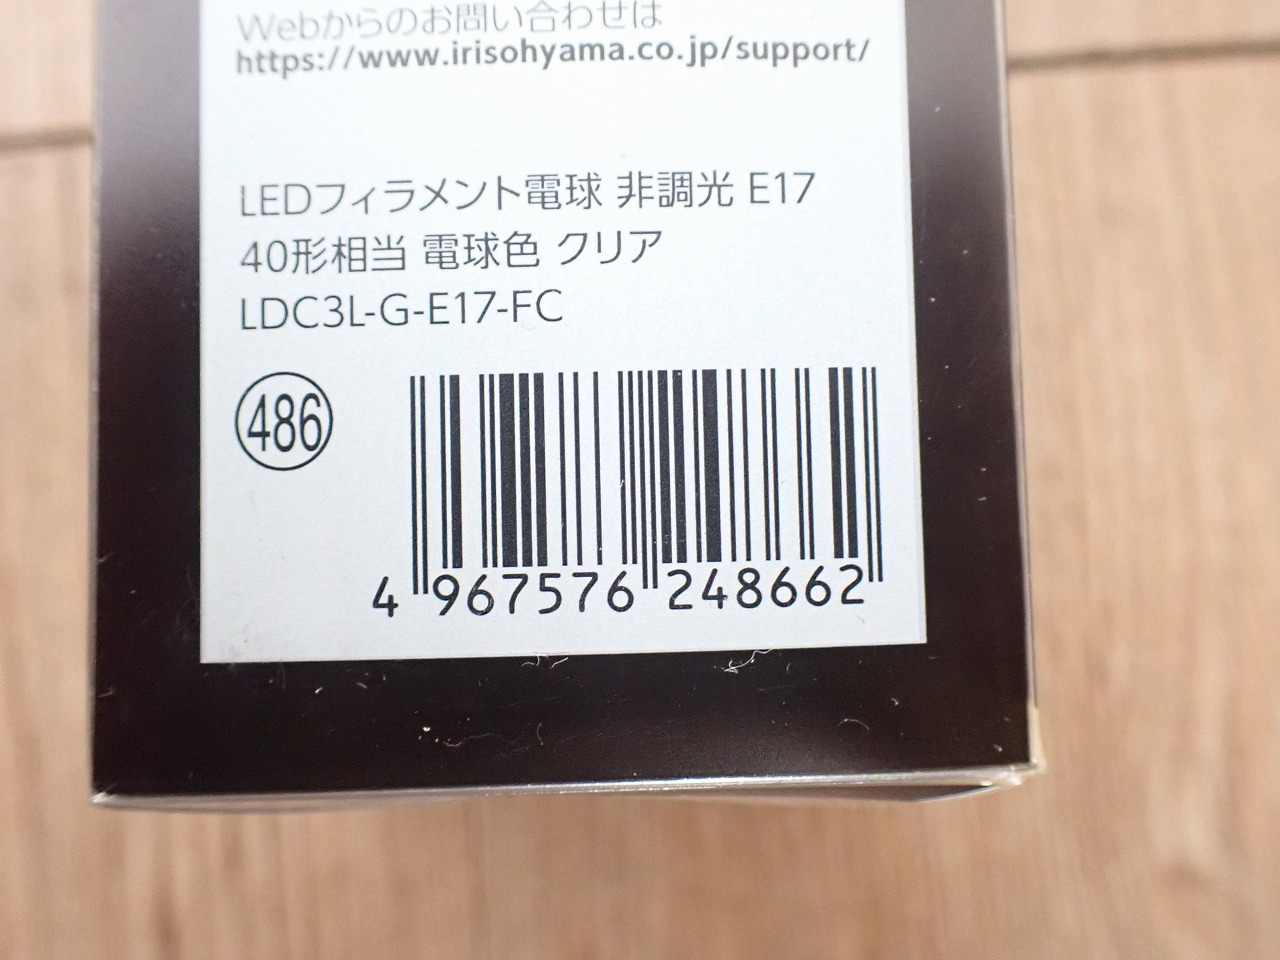 Webからのお問い合わせは
https://www.irisohyama.co.jp/support/
LEDフィラメント電球 非調光 E17
40形相当 電球色 クリア
LDC3L-G-E17-FC
486
4 967576 248662